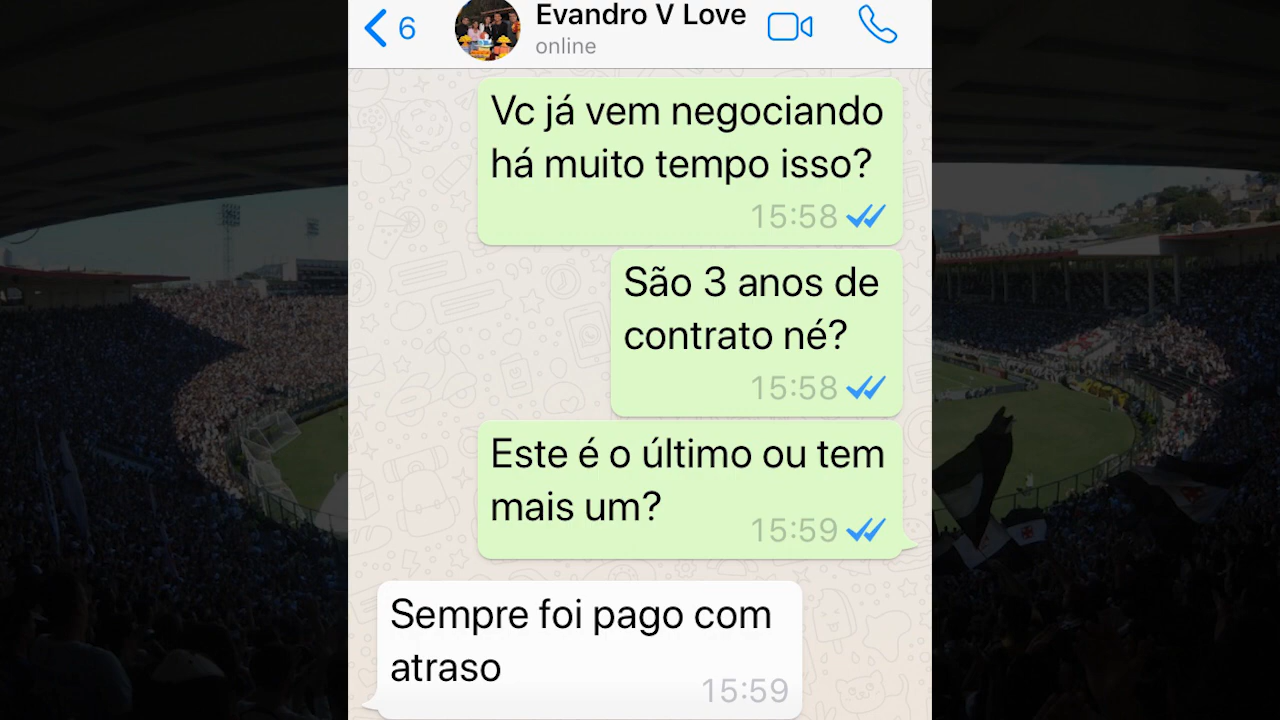 6
Evandro V Love
online
Vc já vem negociando
há muito tempo isso?
15:58
São 3 anos de
contrato né?
15:58
Este é o último ou tem
mais um?
15:59
Sempre foi pago com
atraso
15:59